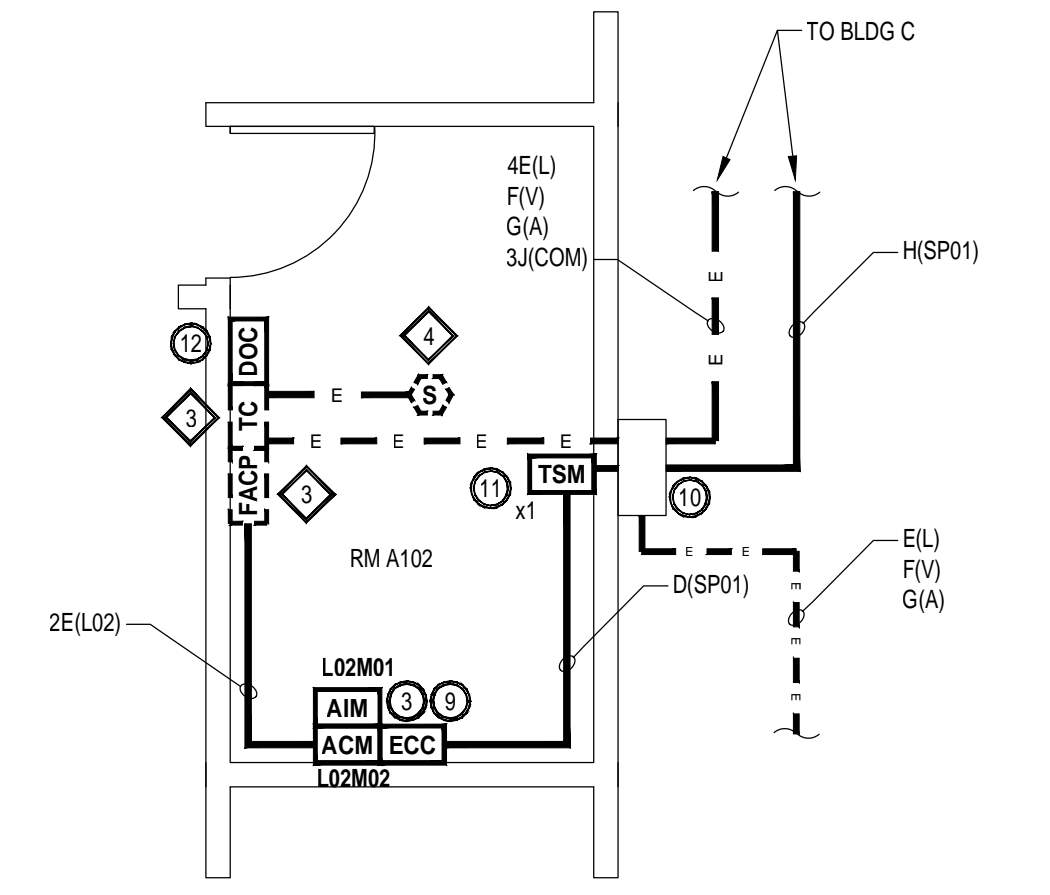 TO BLDG C
4E(L)
F(V)
G(A)
3J(COM)
H(SP01)
E
E
12
DOC
4
3
TC
E
S
E
E
E
E
FACP
3
TSM
11
x1
10
RM A102
E
E
E
E(L)
F(V)
G(A)
D(SP01)
E
E
2E(L02)
L02M01
AIM
3
9
ACM
ECC
L02M02